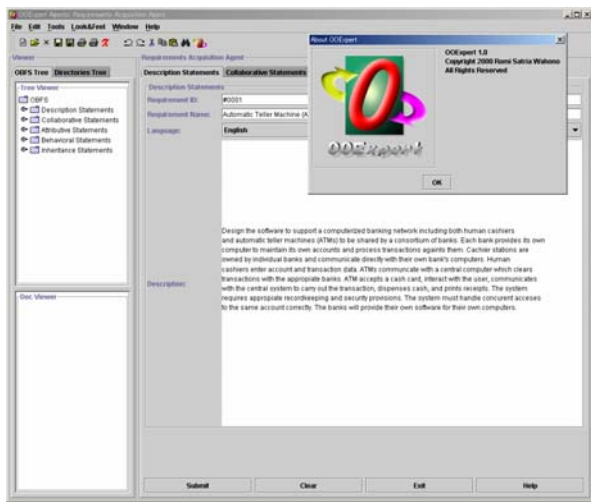 OOExpert Agents: Requirements Acquisition Agent
File Edit Tools Look&Feel Window Help
Viewer
OBFS Tree Directories Tree
Tree Viewer
OBFS
Description Statements
Collaborative Statements
Attributive Statements
Behavioral Statements
Inheritance Statements
Doc. Viewer
Requirements Acquisition Agent
Description Statements Collaborative Statements
Description Statements
Requirement ID: #0001
Requirement Name: Automatic Teller Machine (A
Language: English
Description:
Design the software to support a computerized banking network including both human cashiers
and automatic teller machines (ATMs) to be shared by a consortium of banks. Each bank provides its own
computer to maintain its own accounts and process transactions againts them. Cachier stations are
owned by individual banks and communicate directly with their own bank's computers. Human
cashiers enter account and transaction data. ATMs communicate with a central computer which clears
transactions with the appropiate banks. ATM accepts a cash card, interact with the user, communicates
with the central system to carry out the transaction, dispenses cash, and prints receipts. The system
requires appropiate recordkeeping and security provisions. The system must handle concurent acceses
to the same account correctly. The banks will provide their own software for their own computers.
Submit Clear Exit Help
About OOExpert
OOExpert 1.0
Copyright 2000 Romi Satria Wahono
All Rights Reserved
OOExpert
OK